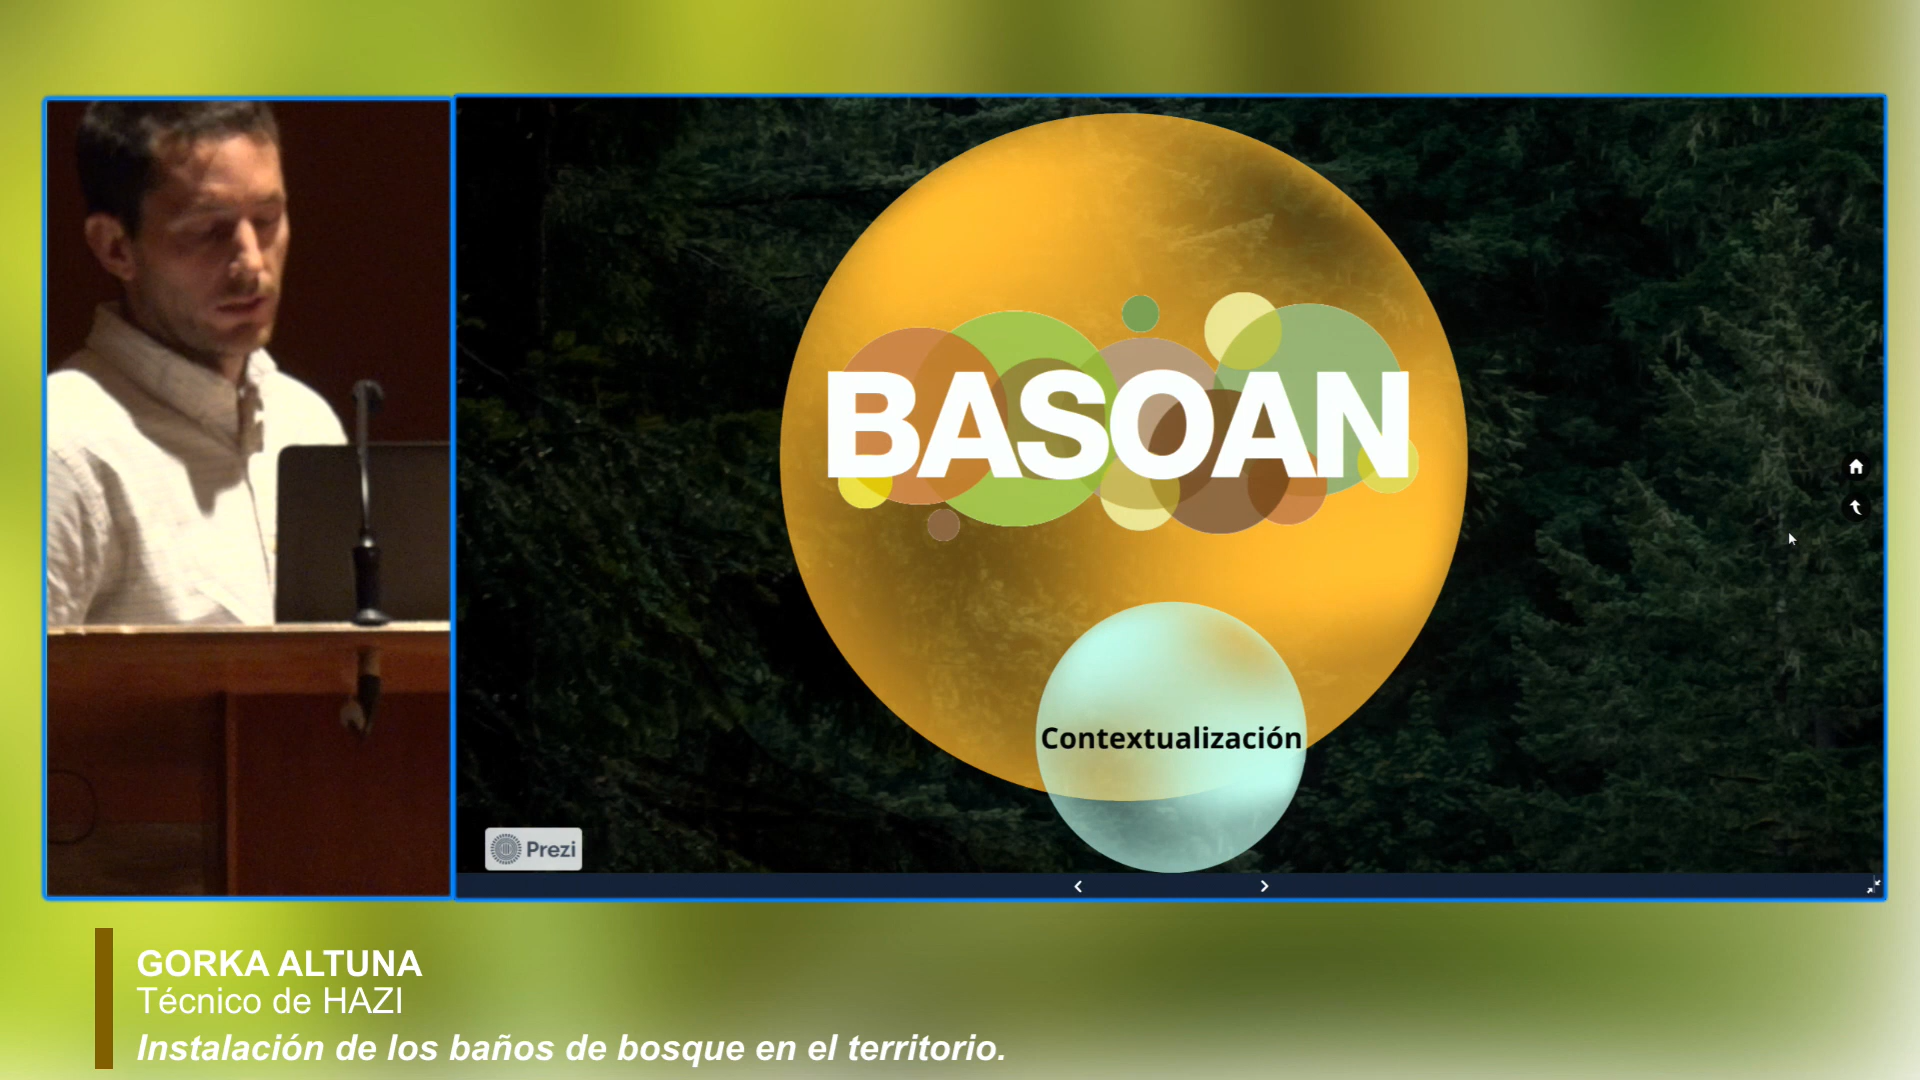 BASOAN
Contextualización
Prezi
GORKA ALTUNA
Técnico de HAZI
Instalación de los baños de bosque en el territorio.